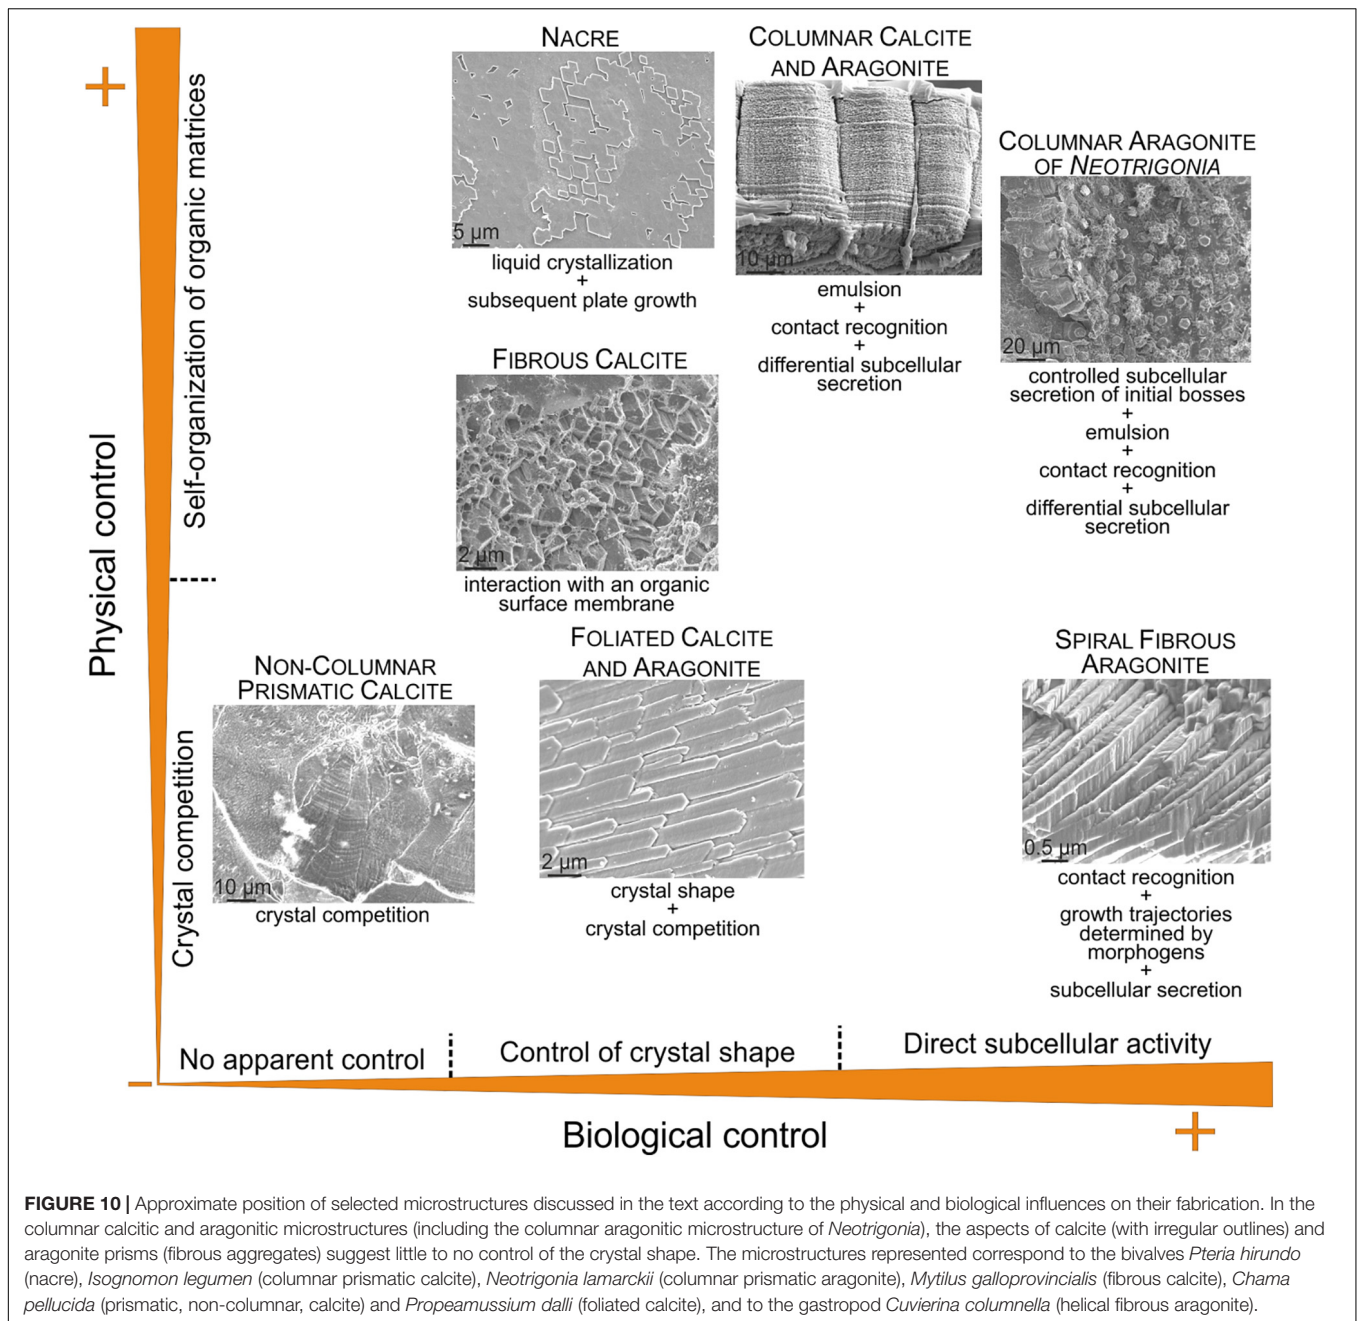 +
Self-organization of organic matrices
Physical control
Crystal competition
NACRE
5 µm
liquid crystallization
+
subsequent plate growth
COLUMNAR CALCITE
AND ARAGONITE
10 µm
emulsion
+
contact recognition
+
differential subcellular
secretion
COLUMNAR ARAGONITE
OF NEOTRIGONIA
20 µm
controlled subcellular
secretion of initial bosses
+
emulsion
+
contact recognition
+
differential subcellular
secretion
FIBROUS CALCITE
2 µm
interaction with an organic
surface membrane
NON-COLUMNAR
PRISMATIC CALCITE
10 µm
crystal competition
FOLIATED CALCITE
AND ARAGONITE
2 µm
crystal shape
+
crystal competition
SPIRAL FIBROUS
ARAGONITE
0.5 µm
contact recognition
+
growth trajectories
determined by
morphogens
+
subcellular secretion
No apparent control
Control of crystal shape
Direct subcellular activity
−
Biological control
+
FIGURE 10 | Approximate position of selected microstructures discussed in the text according to the physical and biological influences on their fabrication. In the
columnar calcitic and aragonitic microstructures (including the columnar aragonitic microstructure of Neotrigonia), the aspects of calcite (with irregular outlines) and
aragonite prisms (fibrous aggregates) suggest little to no control of the crystal shape. The microstructures represented correspond to the bivalves Pteria hirundo
(nacre), Isognomon legumen (columnar prismatic calcite), Neotrigonia lamarckii (columnar prismatic aragonite), Mytilus galloprovincialis (fibrous calcite), Chama
pellucida (prismatic, non-columnar, calcite) and Propeamussium dalli (foliated calcite), and to the gastropod Cuvierina columnella (helical fibrous aragonite).